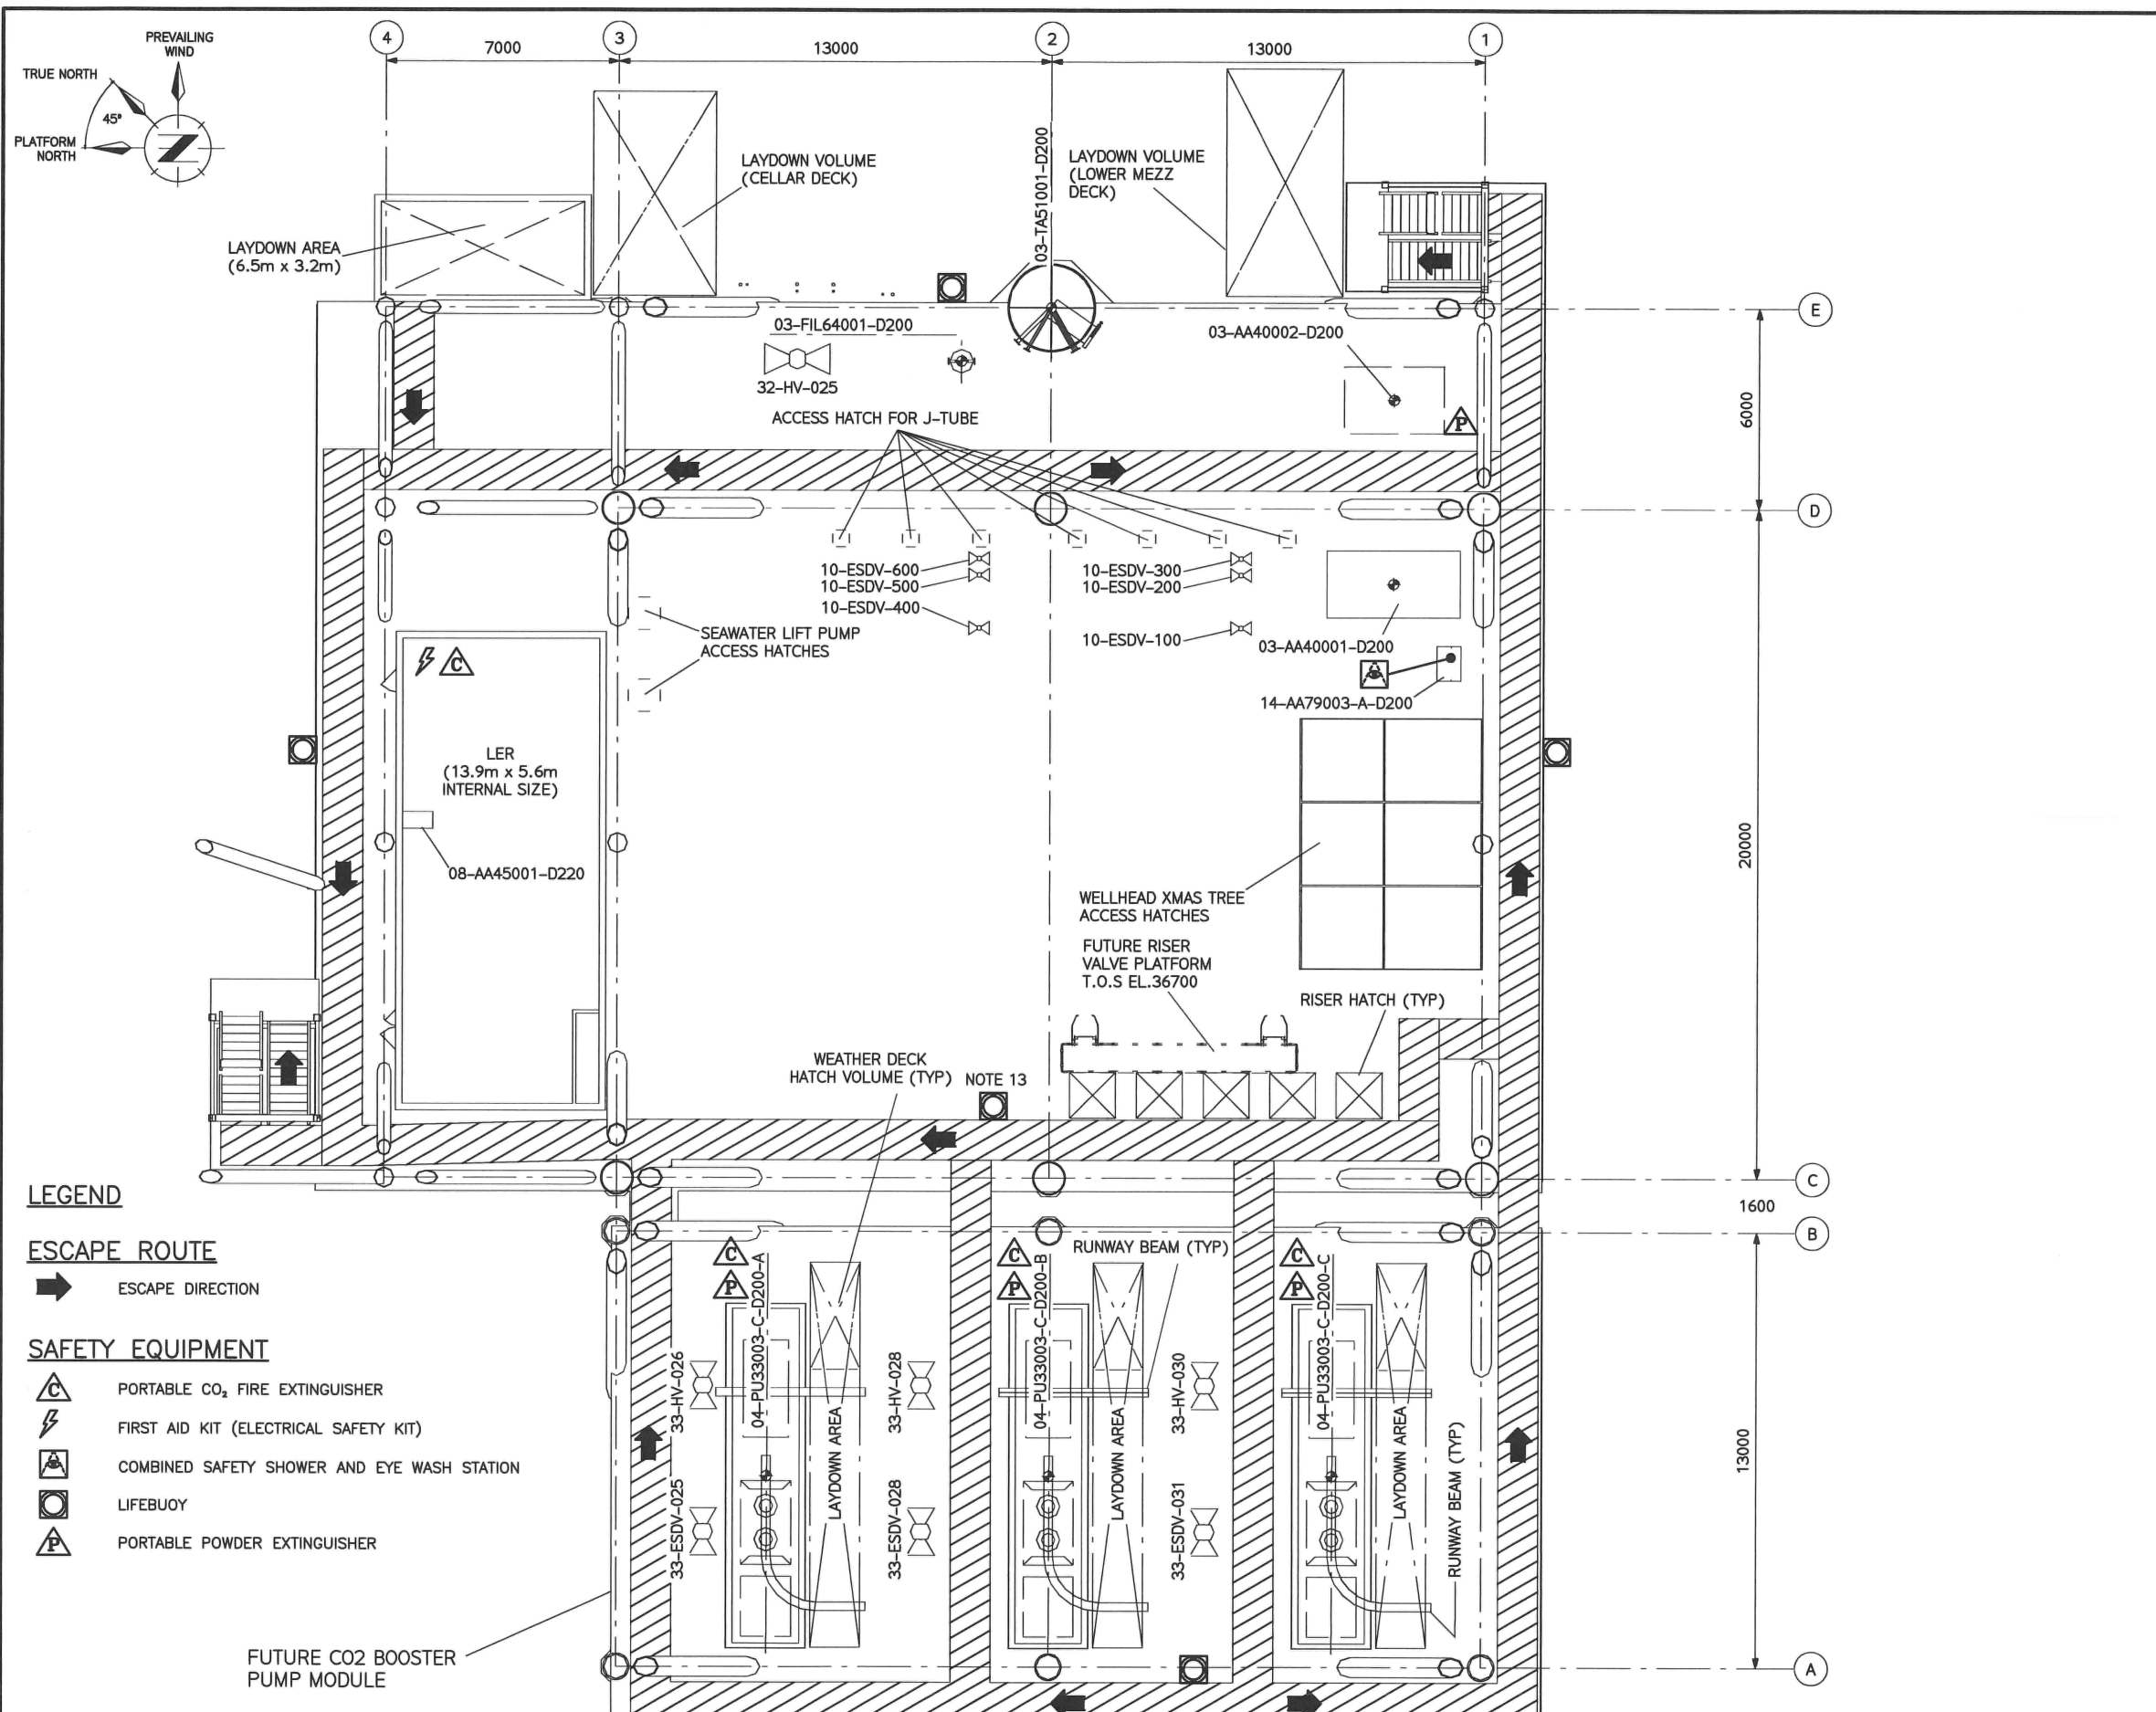 PREVAILING
WIND
TRUE NORTH
45°
PLATFORM
NORTH
4
7000
3
13000
2
13000
1
LAYDOWN VOLUME
(CELLAR DECK)
103-TA51001-D200
LAYDOWN VOLUME
(LOWER MEZZ
DECK)
LAYDOWN AREA
(6.5m x 3.2m)
E
03-FIL64001-D200
03-AA40002-D200
32-HV-025
P
6000
ACCESS HATCH FOR J-TUBE
D
10-ESDV-600
10-ESDV-500
10-ESDV-400
10-ESDV-300
10-ESDV-200
10-ESDV-100
SEAWATER LIFT PUMP
ACCESS HATCHES
03-AA40001-D200
C
14-AA79003-A-D200
LER
(13.9m x 5.6m
INTERNAL SIZE)
08-AA45001-D220
20000
WELLHEAD XMAS TREE
ACCESS HATCHES
FUTURE RISER
VALVE PLATFORM
T.O.S EL.36700
RISER HATCH (TYP)
WEATHER DECK
HATCH VOLUME (TYP)
NOTE 13
C
1600
B
LEGEND
ESCAPE ROUTE
ESCAPE DIRECTION
SAFETY EQUIPMENT
C
PORTABLE CO₂ FIRE EXTINGUISHER
FIRST AID KIT (ELECTRICAL SAFETY KIT)
COMBINED SAFETY SHOWER AND EYE WASH STATION
LIFEBUOY
P
PORTABLE POWDER EXTINGUISHER
C
P
04-PU33003-C-D200-A
C
P
04-PU33003-C-D200-B
RUNWAY BEAM (TYP)
C
P
04-PU33003-C-D200-C
33-HV-026
33-HV-028
33-HV-030
LAYDOWN AREA
LAYDOWN AREA
LAYDOWN AREA
33-ESDV-025
33-ESDV-028
33-ESDV-031
RUNWAY BEAM (TYP)
13000
FUTURE CO2 BOOSTER
PUMP MODULE
A